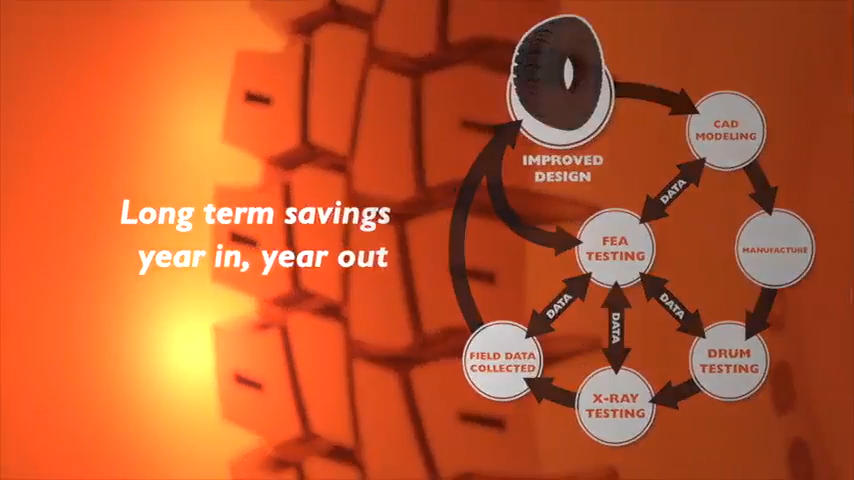 Long term savings
year in, year out
IMPROVED
DESIGN
CAD
MODELING
DATA
FEA
TESTING
MANUFACTURE
DATA
DATA
DATA
FIELD DATA
COLLECTED
DRUM
TESTING
X-RAY
TESTING